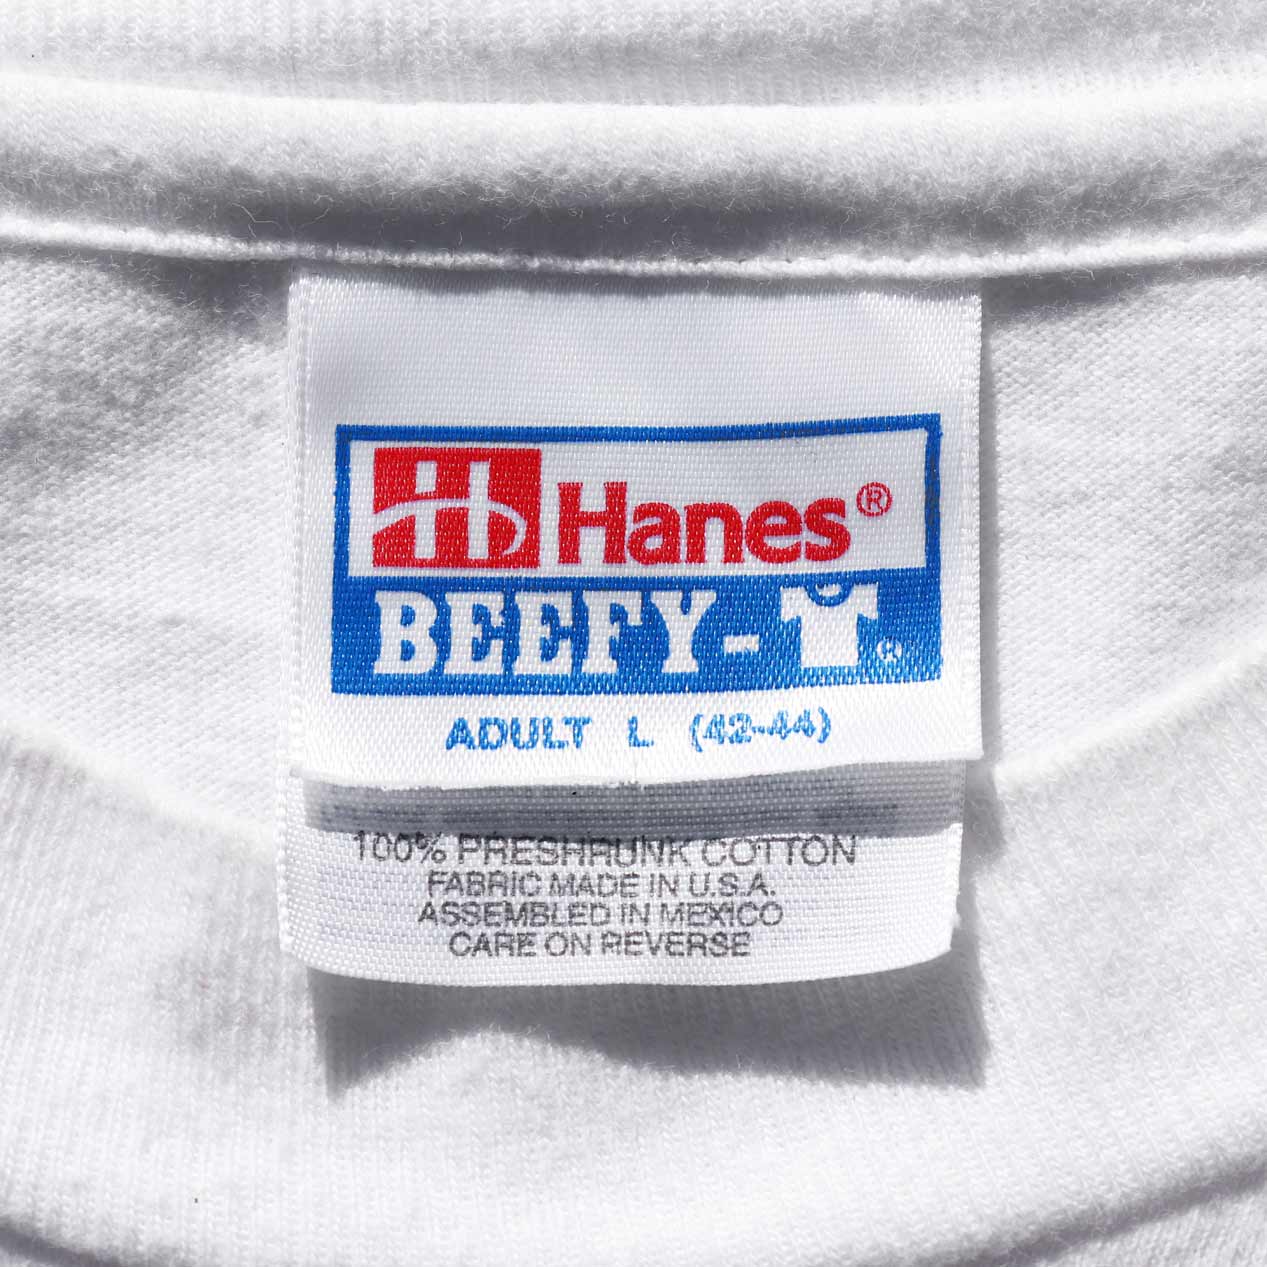 H Hanes®
BEEFY-T®
ADULT L (42-44)
100% PRESHRUNK COTTON
FABRIC MADE IN U.S.A.
ASSEMBLED IN MEXICO
CARE ON REVERSE